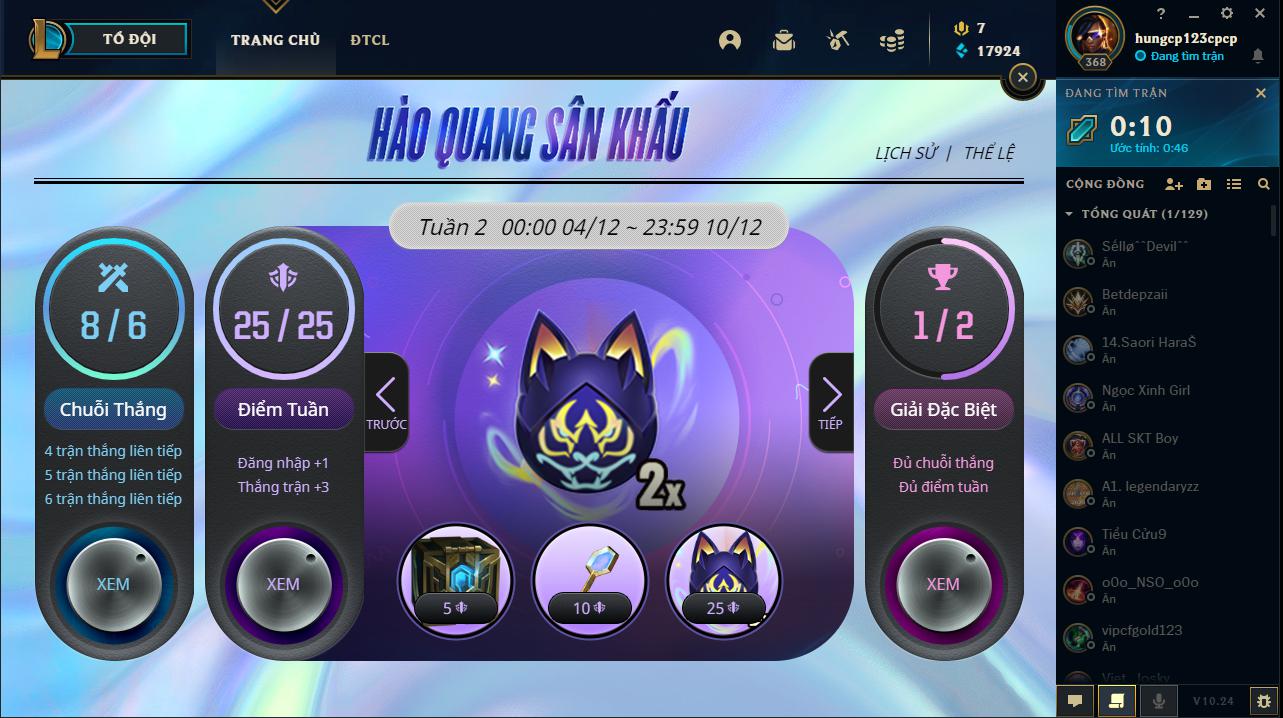 TỔ ĐỘI
TRANG CHỦ
ĐTCL
7
17924
?
hungcp123cpcp
Đang tìm trận
368
ĐANG TÌM TRẬN
0:10
Ước tính: 0:46
HÀO QUANG SÂN KHẤU
LỊCH SỬ | THỂ LỆ
Tuần 2 00:00 04/12 ~ 23:59 10/12
8 / 6
Chuỗi Thắng
4 trận thắng liên tiếp
5 trận thắng liên tiếp
6 trận thắng liên tiếp
XEM
25 / 25
Điểm Tuần
Đăng nhập +1
Thắng trận +3
XEM
TRƯỚC
2x
TIẾP
5
10
25
1 / 2
Giải Đặc Biệt
Đủ chuỗi thắng
Đủ điểm tuần
XEM
CỘNG ĐỒNG
TỔNG QUÁT (1/129)
SếlløˆˆDevilˆˆ
Ẩn
Betdepzaii
Ẩn
14.Saori HaraŠ
Ẩn
Ngọc Xinh Girl
Ẩn
ALL SKT Boy
Ẩn
A1. legendaryzz
Ẩn
Tiểu Cửu9
Ẩn
o0o_NSO_o0o
Ẩn
vipcfgold123
Ẩn
Viet_Josky
V10.24